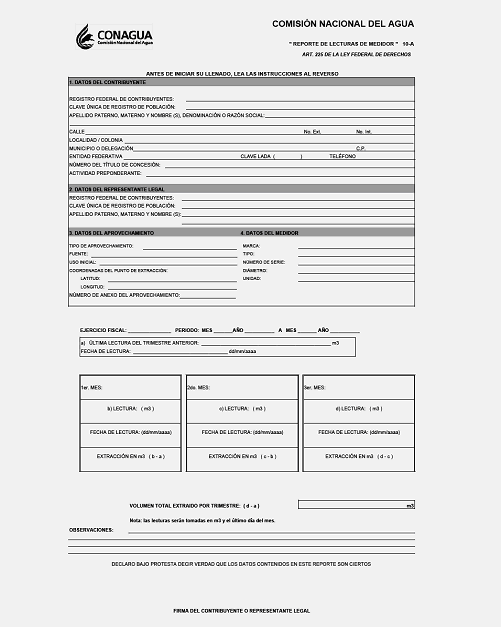 CONAGUA
Comisión Nacional del Agua
COMISIÓN NACIONAL DEL AGUA
" REPORTE DE LECTURAS DE MEDIDOR " 10-A
ART. 225 DE LA LEY FEDERAL DE DERECHOS
ANTES DE INICIAR SU LLENADO, LEA LAS INSTRUCCIONES AL REVERSO
1. DATOS DEL CONTRIBUYENTE
REGISTRO FEDERAL DE CONTRIBUYENTES:
CLAVE ÚNICA DE REGISTRO DE POBLACIÓN:
APELLIDO PATERNO, MATERNO Y NOMBRE (S), DENOMINACIÓN O RAZÓN SOCIAL:
CALLE No. Ext. No. Int.
LOCALIDAD / COLONIA
MUNICIPIO O DELEGACIÓN C.P.
ENTIDAD FEDERATIVA CLAVE LADA ( ) TELÉFONO
NÚMERO DEL TÍTULO DE CONCESIÓN:
ACTIVIDAD PREPONDERANTE:
2. DATOS DEL REPRESENTANTE LEGAL
REGISTRO FEDERAL DE CONTRIBUYENTES:
CLAVE ÚNICA DE REGISTRO DE POBLACIÓN:
APELLIDO PATERNO, MATERNO Y NOMBRE (S):
3. DATOS DEL APROVECHAMIENTO 4. DATOS DEL MEDIDOR
TIPO DE APROVECHAMIENTO: MARCA:
FUENTE: TIPO:
USO INICIAL: NÚMERO DE SERIE:
COORDENADAS DEL PUNTO DE EXTRACCIÓN: DIÁMETRO:
LATITUD: UNIDAD:
LONGITUD:
NÚMERO DE ANEXO DEL APROVECHAMIENTO:
EJERCICIO FISCAL: PERIODO: MES AÑO A MES AÑO
a) ÚLTIMA LECTURA DEL TRIMESTRE ANTERIOR: m3
FECHA DE LECTURA: dd/mm/aaaa
1er. MES: 2do. MES: 3er. MES:
b) LECTURA: ( m3 ) c) LECTURA: ( m3 ) d) LECTURA: ( m3 )
FECHA DE LECTURA: (dd/mm/aaaa) FECHA DE LECTURA: (dd/mm/aaaa) FECHA DE LECTURA: (dd/mm/aaaa)
EXTRACCIÓN EN m3 ( b - a ) EXTRACCIÓN EN m3 ( c - b ) EXTRACCIÓN EN m3 ( d - c )
VOLUMEN TOTAL EXTRAIDO POR TRIMESTRE: ( d - a ) m3
Nota: las lesturas serán tomadas en m3 y el último día del mes.
OBSERVACIONES:
DECLARO BAJO PROTESTA DECIR VERDAD QUE LOS DATOS CONTENIDOS EN ESTE REPORTE SON CIERTOS
FIRMA DEL CONTRIBUYENTE O REPRESENTANTE LEGAL